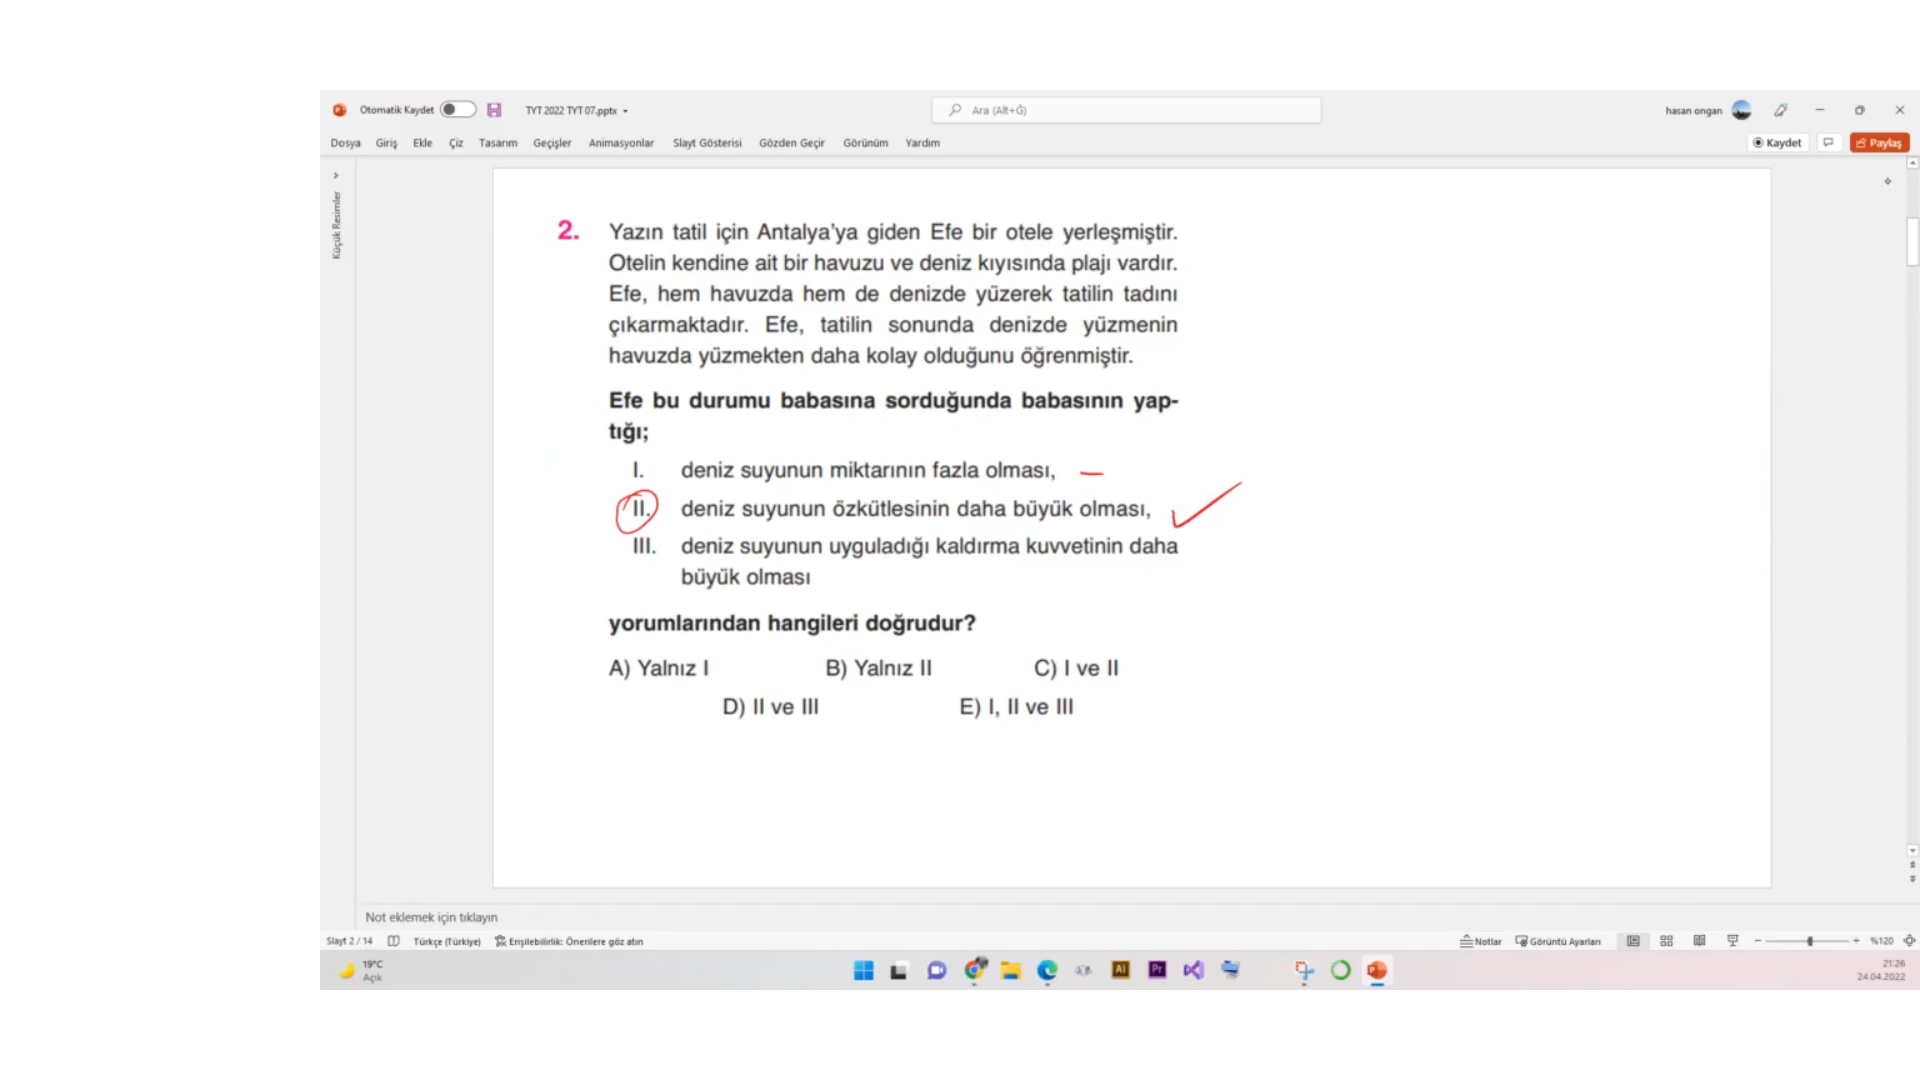 Otomatik Kaydet
TYT 2022 TYT 07.pptx
Ara (Alt+G)
hasan ongan
Dosya Giriş Ekle Çiz Tasarım Geçişler Animasyonlar Slayt Gösterisi Gözden Geçir Görünüm Yardım
Kaydet
Paylaş
Küçük Resimler
2. Yazın tatil için Antalya'ya giden Efe bir otele yerleşmiştir.
Otelin kendine ait bir havuzu ve deniz kıyısında plajı vardır.
Efe, hem havuzda hem de denizde yüzerek tatilin tadını
çıkarmaktadır. Efe, tatilin sonunda denizde yüzmenin
havuzda yüzmekten daha kolay olduğunu öğrenmiştir.
Efe bu durumu babasına sorduğunda babasının yap-
tığı;
I. deniz suyunun miktarının fazla olması,
II. deniz suyunun özkütlesinin daha büyük olması,
III. deniz suyunun uyguladığı kaldırma kuvvetinin daha
büyük olması
yorumlarından hangileri doğrudur?
A) Yalnız I B) Yalnız II C) I ve II
D) II ve III E) I, II ve III
Not eklemek için tıklayın
Slayt 2 / 14 Türkçe (Türkiye) Erişilebilirlik: Önerilere göz atın
Notlar Görüntü Ayarları %120
19°C
Açık
Ai Pr
21:26
24.04.2022